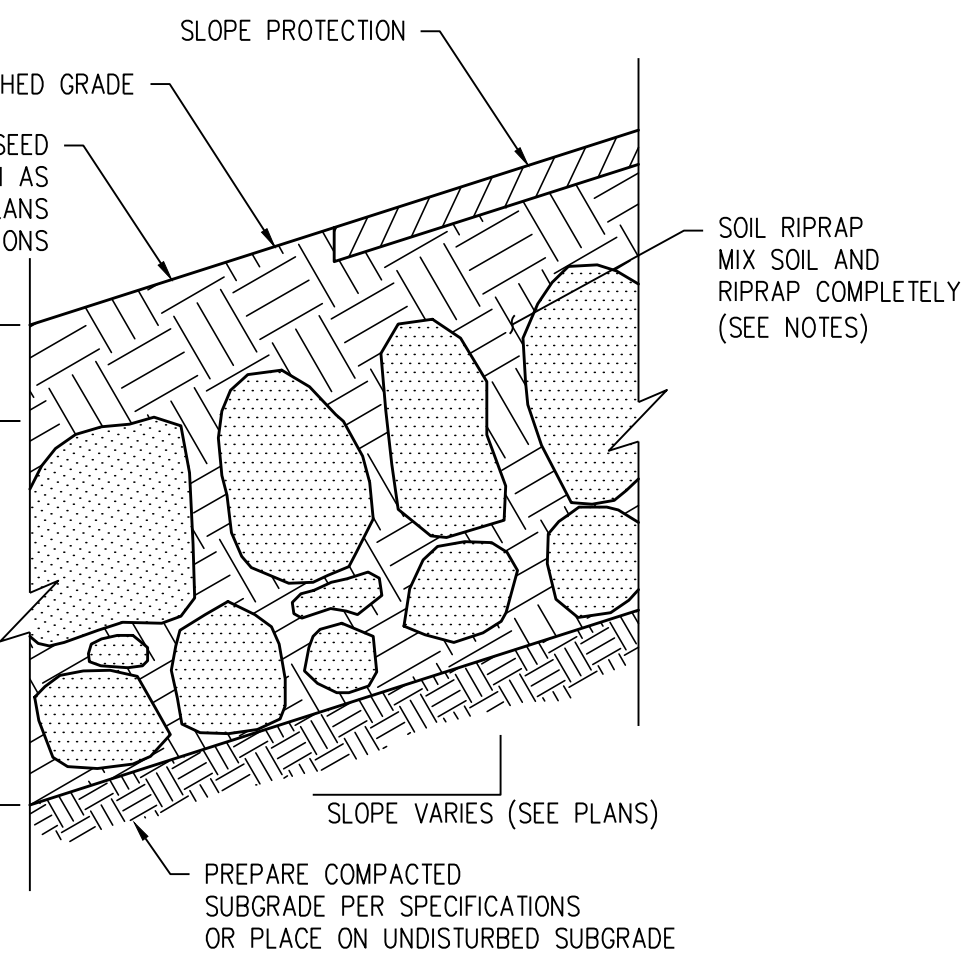 SLOPE PROTECTION
HED GRADE
SEED
AS
ANS
ONS
SOIL RIPRAP
MIX SOIL AND
RIPRAP COMPLETELY
(SEE NOTES)
SLOPE VARIES (SEE PLANS)
PREPARE COMPACTED
SUBGRADE PER SPECIFICATIONS
OR PLACE ON UNDISTURBED SUBGRADE